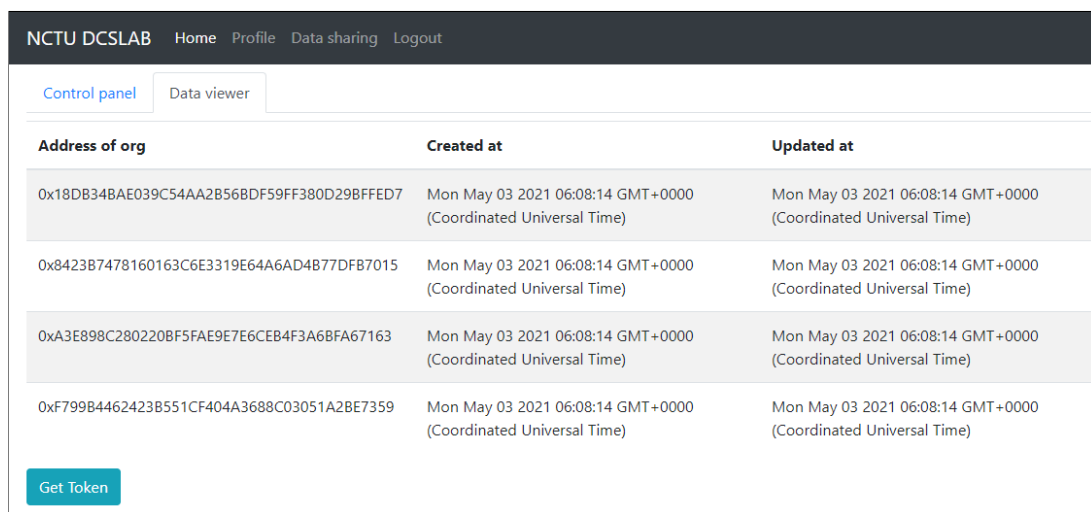 NCTU DCSLAB Home Profile Data sharing Logout
Control panel Data viewer
Address of org Created at Updated at
0x18DB34BAE039C54AA2B56BDF59FF380D29BFFED7 Mon May 03 2021 06:08:14 GMT+0000 Mon May 03 2021 06:08:14 GMT+0000
(Coordinated Universal Time) (Coordinated Universal Time)
0x8423B7478160163C6E3319E64A6AD4B77DFB7015 Mon May 03 2021 06:08:14 GMT+0000 Mon May 03 2021 06:08:14 GMT+0000
(Coordinated Universal Time) (Coordinated Universal Time)
0xA3E898C280220BF5FAE9E7E6CEB4F3A6BFA67163 Mon May 03 2021 06:08:14 GMT+0000 Mon May 03 2021 06:08:14 GMT+0000
(Coordinated Universal Time) (Coordinated Universal Time)
0xF799B4462423B551CF404A3688C03051A2BE7359 Mon May 03 2021 06:08:14 GMT+0000 Mon May 03 2021 06:08:14 GMT+0000
(Coordinated Universal Time) (Coordinated Universal Time)
Get Token